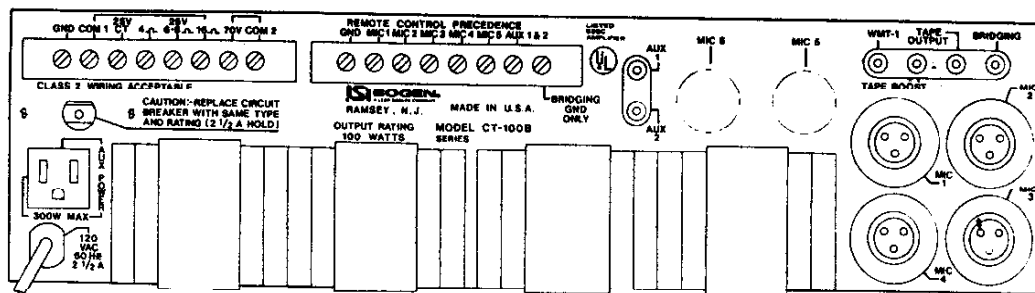 25V 25V
GND COM 1 CT 4 6-8 16 70V COM 2
CLASS 2 WIRING ACCEPTABLE
CAUTION:-REPLACE CIRCUIT
BREAKER WITH SAME TYPE
AND RATING (2 1/2 A HOLD)
AUX POWER
300W MAX
120
VAC
60 Hz
2 1/2 A
REMOTE CONTROL PRECEDENCE
GND MIC 1 MIC 2 MIC 3 MIC 4 MIC 5 AUX 1 & 2
BOGEN
RAMSEY, N.J.
MADE IN U.S.A.
BRIDGING
GND
ONLY
OUTPUT RATING
100 WATTS
MODEL CT-100B
SERIES
LISTED
UL
AUX
1
AUX
2
MIC 6
MIC 5
WMT-1
TAPE
OUTPUT
BRIDGING
TAPE BOOST
MIC
2
MIC
1
MIC
3
MIC
4